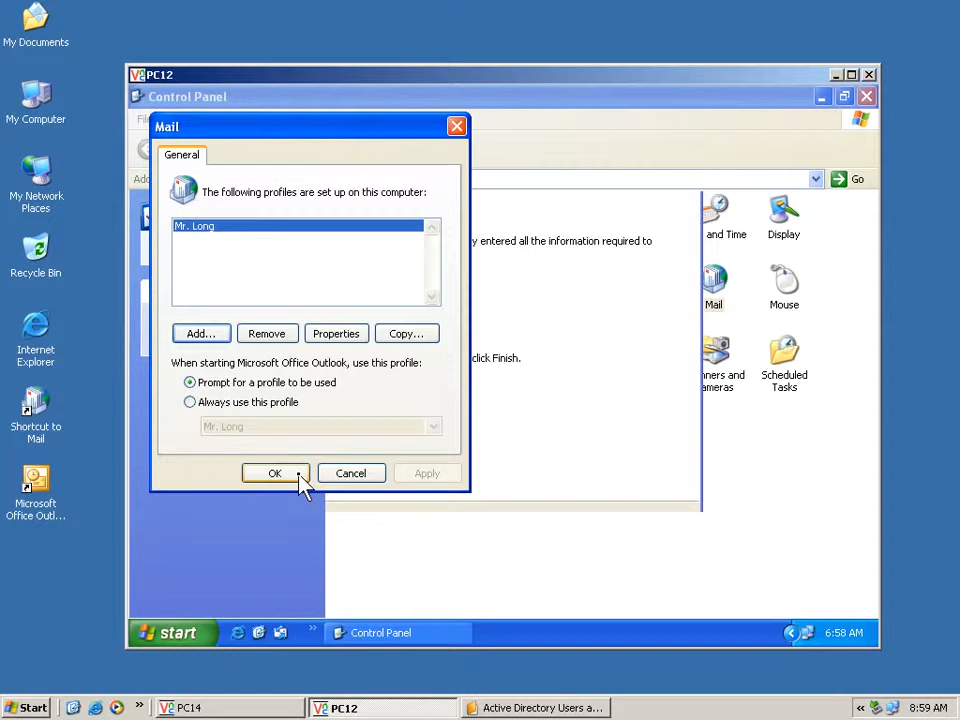 My Documents
My Computer
My Network
Places
Recycle Bin
Internet
Explorer
Shortcut to
Mail
Microsoft
Office Outl...
PC12
Control Panel
Go
Mail
General
The following profiles are set up on this computer:
Mr. Long
Add...
Remove
Properties
Copy...
When starting Microsoft Office Outlook, use this profile:
Prompt for a profile to be used
Always use this profile
Mr. Long
OK
Cancel
Apply
y entered all the information required to
click Finish.
and Time
Display
Mail
Mouse
nners and
ameras
Scheduled
Tasks
start
»
Control Panel
6:58 AM
Start
»
PC14
PC12
Active Directory Users a...
«
8:59 AM